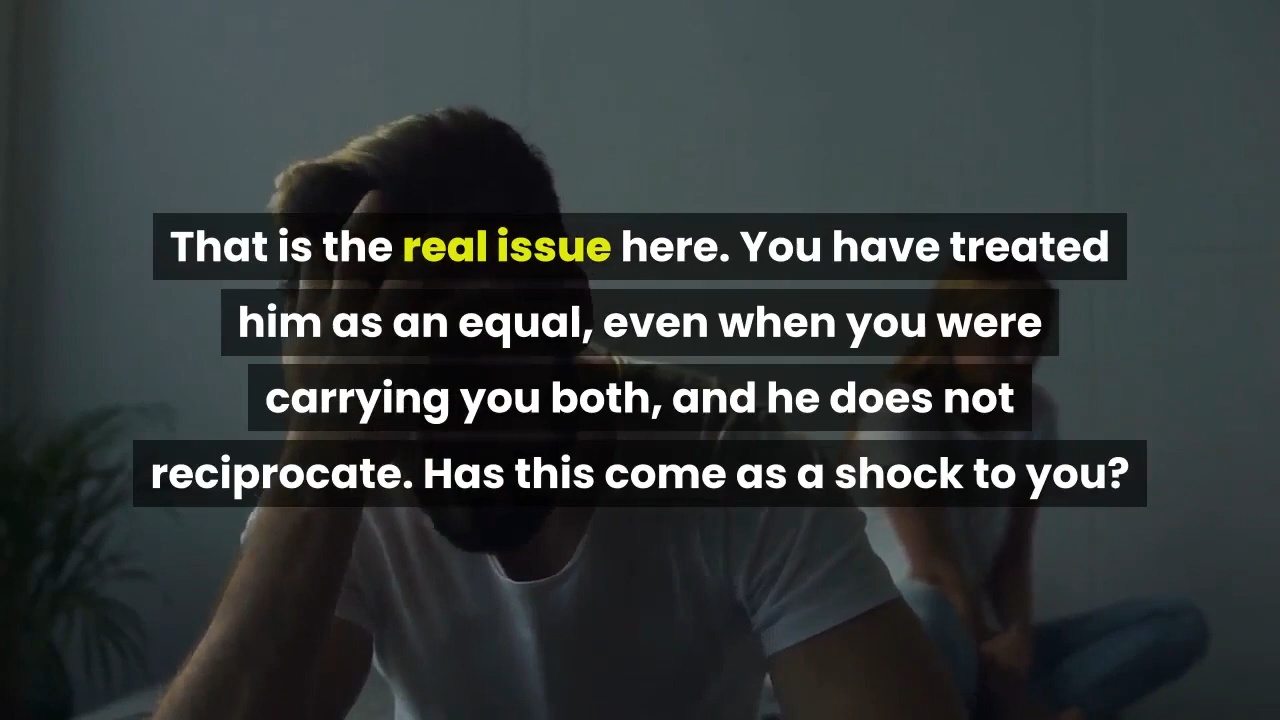 That is the real issue here. You have treated
him as an equal, even when you were
carrying you both, and he does not
reciprocate. Has this come as a shock to you?